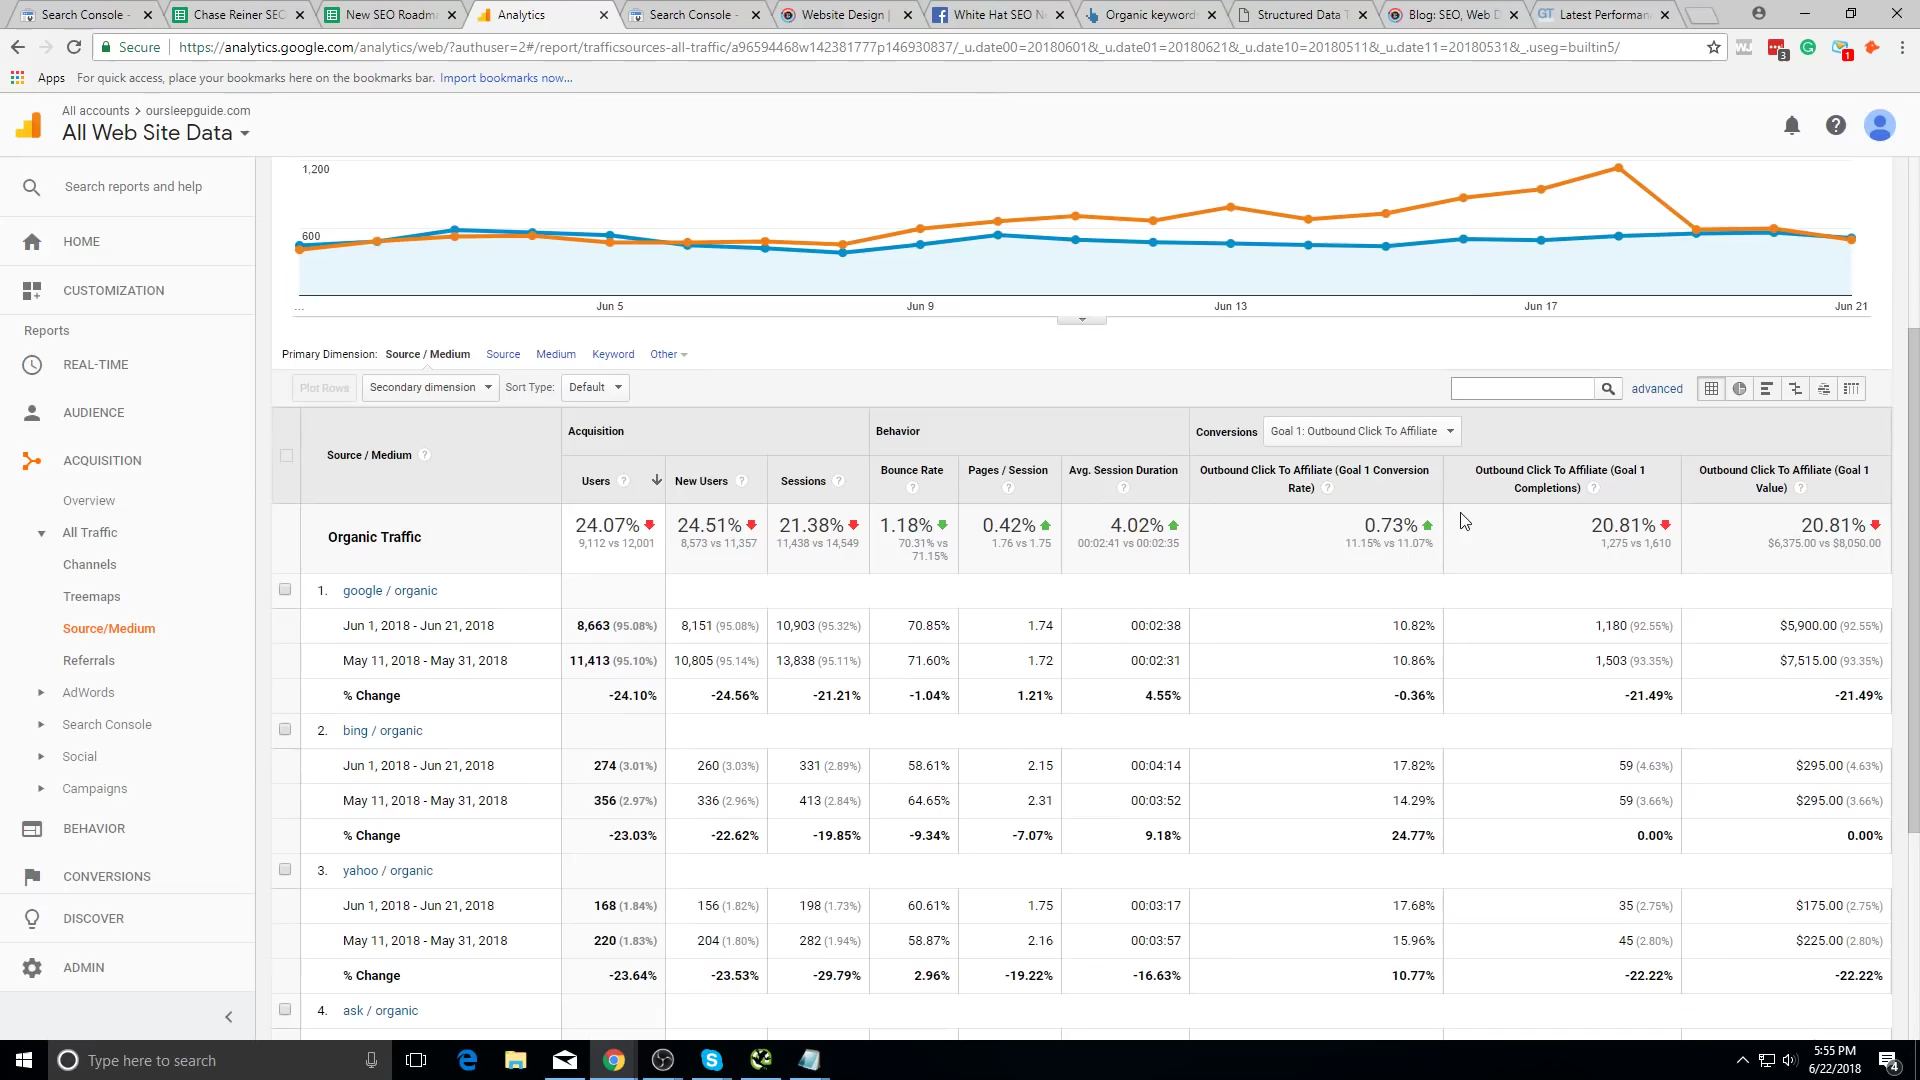 Search Console -
Chase Reiner SEO
New SEO Roadma
Analytics
Search Console -
Website Design |
White Hat SEO N
Organic keyword
Structured Data T
Blog: SEO, Web D
GT Latest Performan
Secure https://analytics.google.com/analytics/web/?authuser=2#/report/trafficsources-all-traffic/a96594468w142381777p146930837/_u.date00=20180601&_u.date01=20180621&_u.date10=20180511&_u.date11=20180531&_.useg=builtin5/
3
1
Apps For quick access, place your bookmarks here on the bookmarks bar. Import bookmarks now...
All accounts > oursleepguide.com
All Web Site Data
Search reports and help
HOME
CUSTOMIZATION
Reports
REAL-TIME
AUDIENCE
ACQUISITION
Overview
All Traffic
Channels
Treemaps
Source/Medium
Referrals
AdWords
Search Console
Social
Campaigns
BEHAVIOR
CONVERSIONS
DISCOVER
ADMIN
1,200
600
... Jun 5 Jun 9 Jun 13 Jun 17 Jun 21
Primary Dimension: Source / Medium Source Medium Keyword Other
Plot Rows Secondary dimension Sort Type: Default advanced
Source / Medium ? Acquisition Behavior Conversions Goal 1: Outbound Click To Affiliate
Users ? New Users ? Sessions ? Bounce Rate ? Pages / Session ? Avg. Session Duration ? Outbound Click To Affiliate (Goal 1 Conversion Rate) ? Outbound Click To Affiliate (Goal 1 Completions) ? Outbound Click To Affiliate (Goal 1 Value) ?
Organic Traffic 24.07% 24.51% 21.38% 1.18% 0.42% 4.02% 0.73% 20.81% 20.81%
9,112 vs 12,001 8,573 vs 11,357 11,438 vs 14,549 70.31% vs 71.15% 1.76 vs 1.75 00:02:41 vs 00:02:35 11.15% vs 11.07% 1,275 vs 1,610 $6,375.00 vs $8,050.00
1. google / organic
Jun 1, 2018 - Jun 21, 2018 8,663 (95.08%) 8,151 (95.08%) 10,903 (95.32%) 70.85% 1.74 00:02:38 10.82% 1,180 (92.55%) $5,900.00 (92.55%)
May 11, 2018 - May 31, 2018 11,413 (95.10%) 10,805 (95.14%) 13,838 (95.11%) 71.60% 1.72 00:02:31 10.86% 1,503 (93.35%) $7,515.00 (93.35%)
% Change -24.10% -24.56% -21.21% -1.04% 1.21% 4.55% -0.36% -21.49% -21.49%
2. bing / organic
Jun 1, 2018 - Jun 21, 2018 274 (3.01%) 260 (3.03%) 331 (2.89%) 58.61% 2.15 00:04:14 17.82% 59 (4.63%) $295.00 (4.63%)
May 11, 2018 - May 31, 2018 356 (2.97%) 336 (2.96%) 413 (2.84%) 64.65% 2.31 00:03:52 14.29% 59 (3.66%) $295.00 (3.66%)
% Change -23.03% -22.62% -19.85% -9.34% -7.07% 9.18% 24.77% 0.00% 0.00%
3. yahoo / organic
Jun 1, 2018 - Jun 21, 2018 168 (1.84%) 156 (1.82%) 198 (1.73%) 60.61% 1.75 00:03:17 17.68% 35 (2.75%) $175.00 (2.75%)
May 11, 2018 - May 31, 2018 220 (1.83%) 204 (1.80%) 282 (1.94%) 58.87% 2.16 00:03:57 15.96% 45 (2.80%) $225.00 (2.80%)
% Change -23.64% -23.53% -29.79% 2.96% -19.22% -16.63% 10.77% -22.22% -22.22%
4. ask / organic
Type here to search
5:55 PM
6/22/2018
4